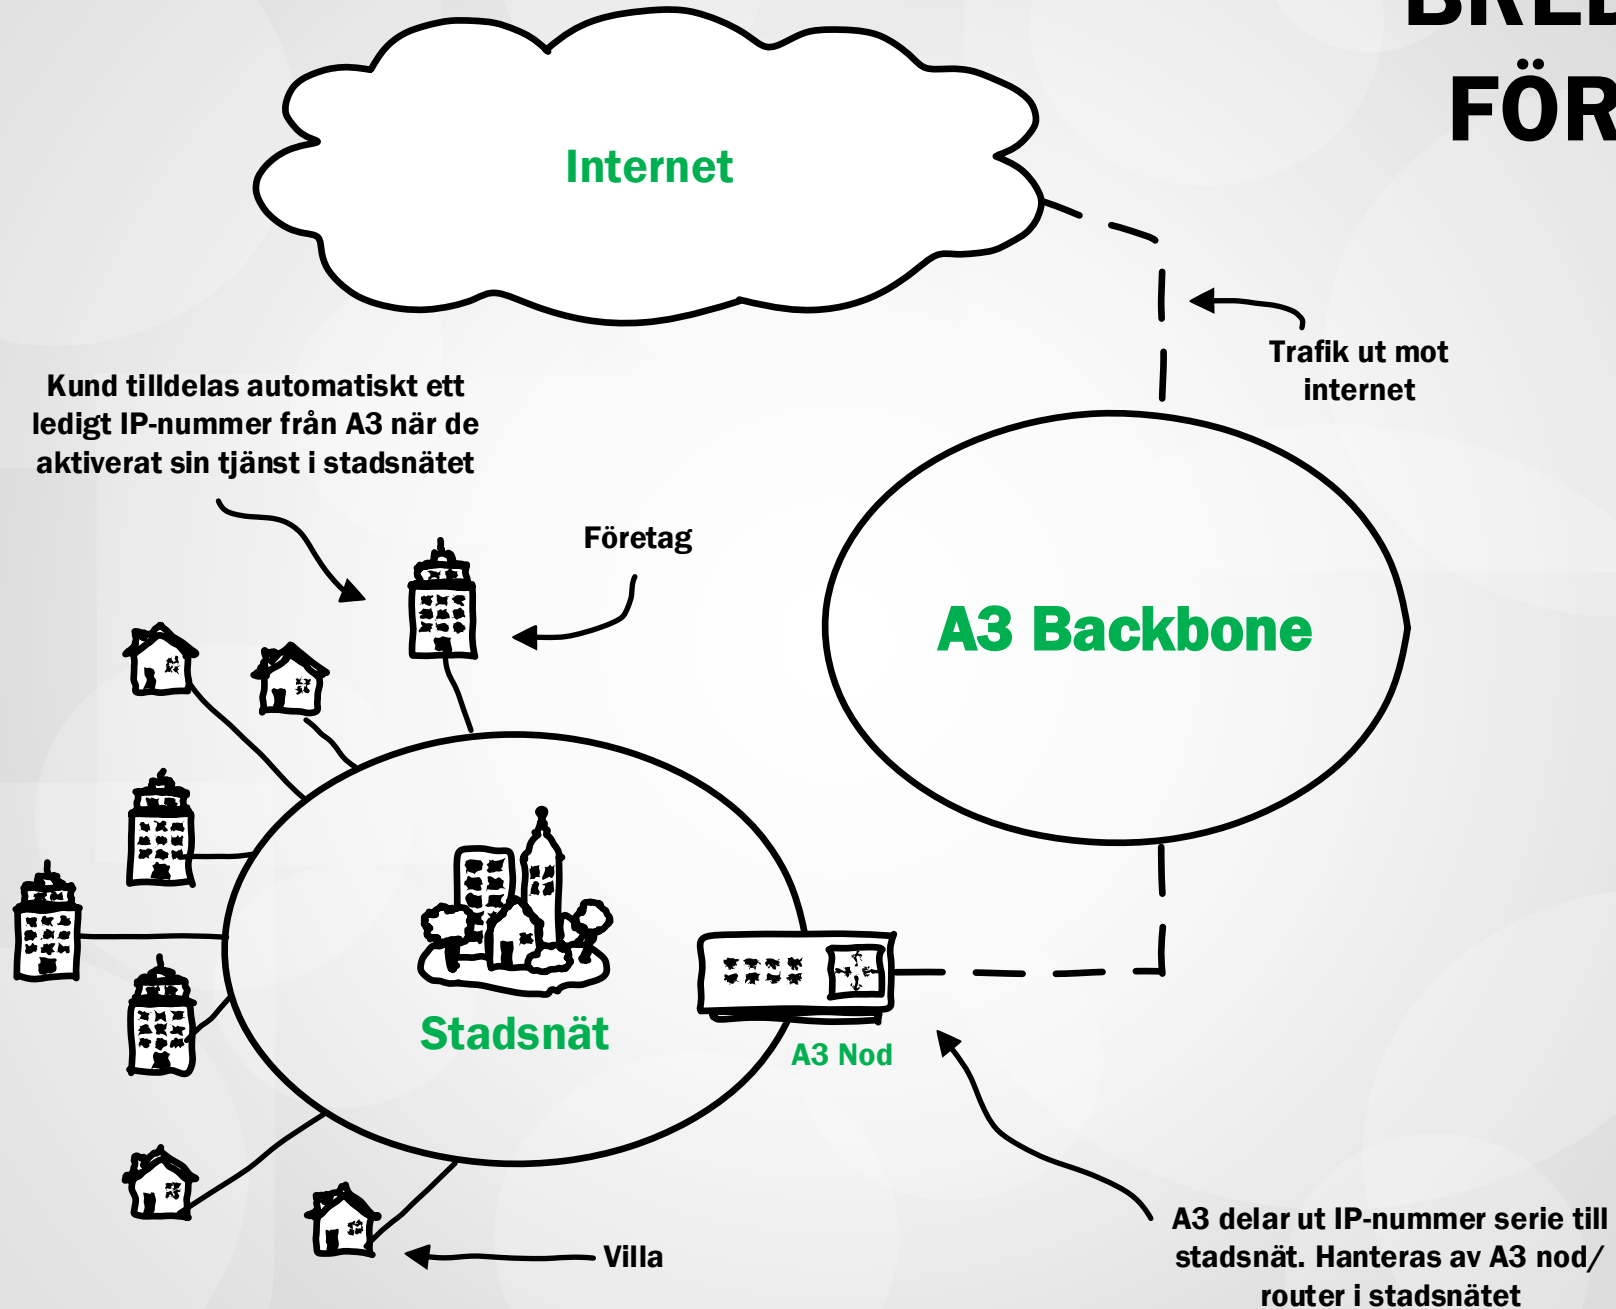 FÖR
Internet
Trafik ut mot
internet
Kund tilldelas automatiskt ett
ledigt IP-nummer från A3 när de
aktiverat sin tjänst i stadsnätet
Företag
A3 Backbone
Stadsnät
A3 Nod
Villa
A3 delar ut IP-nummer serie till
stadsnät. Hanteras av A3 nod/
router i stadsnätet